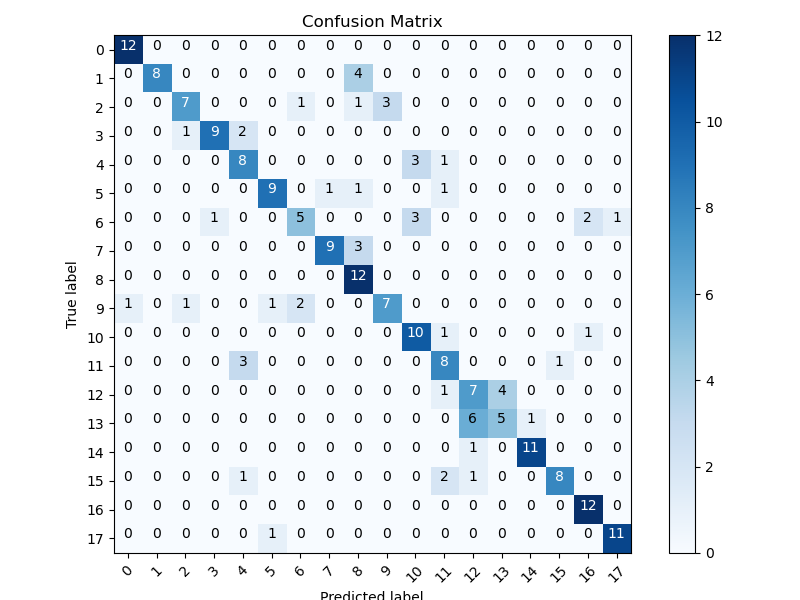 Confusion Matrix
True label
0 12 0 0 0 0 0 0 0 0 0 0 0 0 0 0 0 0 0
1 0 8 0 0 0 0 0 0 4 0 0 0 0 0 0 0 0 0
2 0 0 7 0 0 0 1 0 1 3 0 0 0 0 0 0 0 0
3 0 0 1 9 2 0 0 0 0 0 0 0 0 0 0 0 0 0
4 0 0 0 0 8 0 0 0 0 0 3 1 0 0 0 0 0 0
5 0 0 0 0 0 9 0 1 1 0 0 1 0 0 0 0 0 0
6 0 0 0 1 0 0 5 0 0 0 3 0 0 0 0 0 2 1
7 0 0 0 0 0 0 0 9 3 0 0 0 0 0 0 0 0 0
8 0 0 0 0 0 0 0 0 12 0 0 0 0 0 0 0 0 0
9 1 0 1 0 0 1 2 0 0 7 0 0 0 0 0 0 0 0
10 0 0 0 0 0 0 0 0 0 0 10 1 0 0 0 0 1 0
11 0 0 0 0 3 0 0 0 0 0 0 8 0 0 0 1 0 0
12 0 0 0 0 0 0 0 0 0 0 0 1 7 4 0 0 0 0
13 0 0 0 0 0 0 0 0 0 0 0 0 6 5 1 0 0 0
14 0 0 0 0 0 0 0 0 0 0 0 0 1 0 11 0 0 0
15 0 0 0 0 1 0 0 0 0 0 0 2 1 0 0 8 0 0
16 0 0 0 0 0 0 0 0 0 0 0 0 0 0 0 0 12 0
17 0 0 0 0 0 1 0 0 0 0 0 0 0 0 0 0 0 11
0 1 2 3 4 5 6 7 8 9 10 11 12 13 14 15 16 17
Predicted label
12
10
8
6
4
2
0